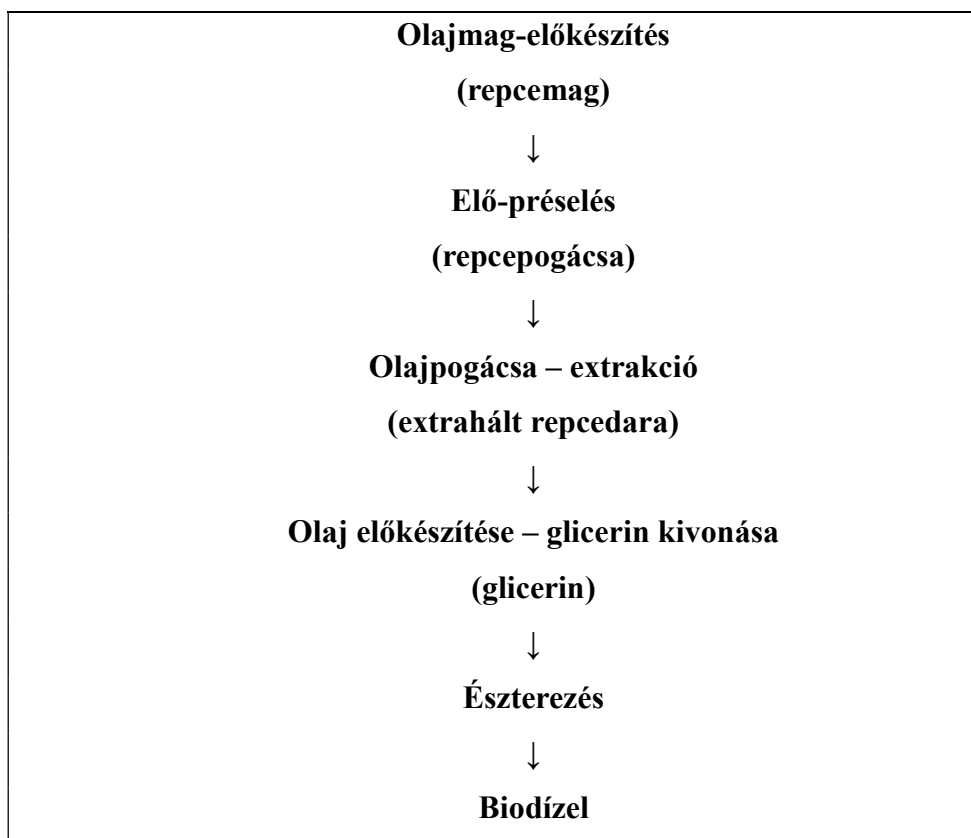 Olajmag-előkészítés
(repcemag)
↓
Elő-préselés
(repcepogácsa)
↓
Olajpogácsa – extrakció
(extrahált repcedara)
↓
Olaj előkészítése – glicerin kivonása
(glicerin)
↓
Észterezés
↓
Biodízel